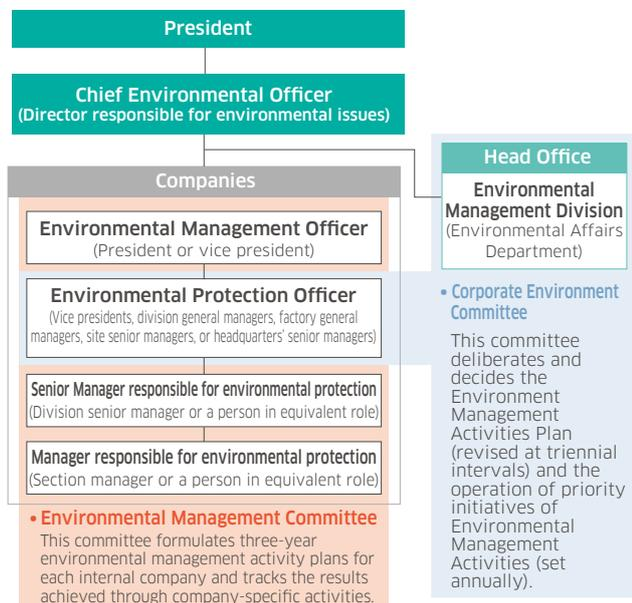 President
Chief Environmental Officer
(Director responsible for environmental issues)
Companies
Environmental Management Officer
(President or vice president)
Environmental Protection Officer
(Vice presidents, division general managers, factory general
managers, site senior managers, or headquarters' senior managers)
Senior Manager responsible for environmental protection
(Division senior manager or a person in equivalent role)
Manager responsible for environmental protection
(Section manager or a person in equivalent role)
• Environmental Management Committee
This committee formulates three-year
environmental management activity plans for
each internal company and tracks the results
achieved through company-specific activities.
Head Office
Environmental
Management Division
(Environmental Affairs
Department)
• Corporate Environment
Committee
This committee
deliberates and
decides the
Environment
Management
Activities Plan
(revised at triennial
intervals) and the
operation of priority
initiatives of
Environmental
Management
Activities (set
annually).